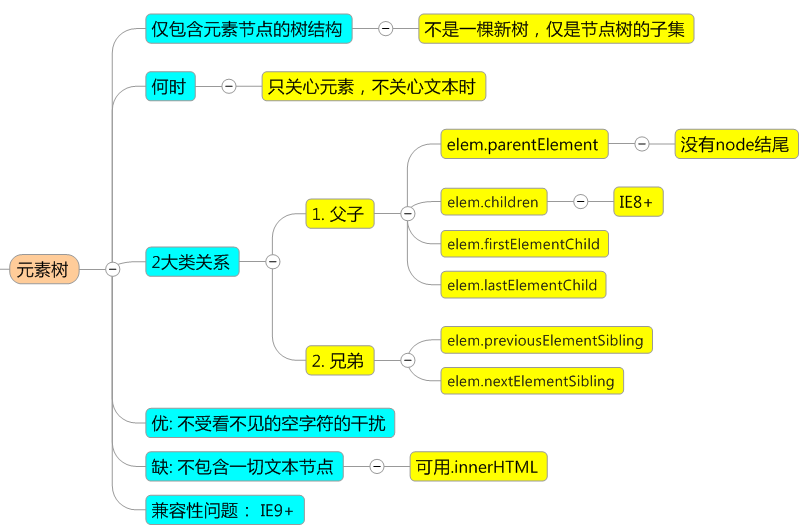 元素树
仅包含元素节点的树结构
不是一棵新树，仅是节点树的子集
何时
只关心元素，不关心文本时
2大类关系
1. 父子
elem.parentElement
没有node结尾
elem.children
IE8+
elem.firstElementChild
elem.lastElementChild
2. 兄弟
elem.previousElementSibling
elem.nextElementSibling
优: 不受看不见的空字符的干扰
缺: 不包含一切文本节点
可用.innerHTML
兼容性问题： IE9+